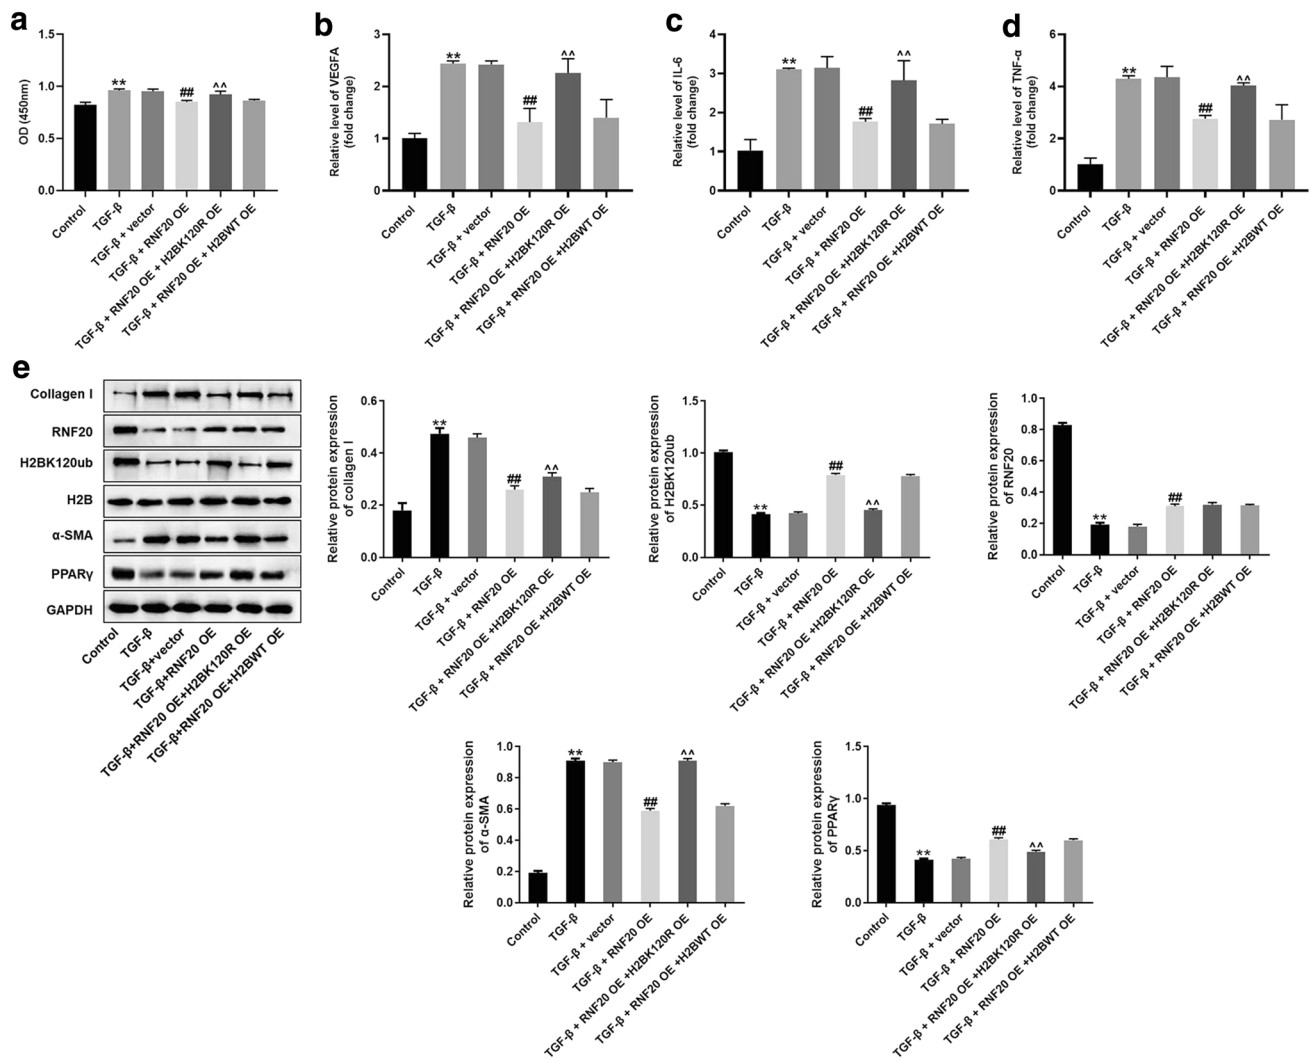 a
1.5
1.0
0.5
0.0
OD (450nm)
**
##
^^
Control
TGF-β
TGF-β + vector
TGF-β + RNF20 OE
TGF-β + RNF20 OE + H2BK120R OE
TGF-β + RNF20 OE + H2BWT OE
b
3
2
1
0
Relative level of VEGFA
(fold change)
**
##
^^
Control
TGF-β
TGF-β + vector
TGF-β + RNF20 OE
TGF-β + RNF20 OE +H2BK120R OE
TGF-β + RNF20 OE +H2BWT OE
c
4
3
2
1
0
Relative level of IL-6
(fold change)
**
##
^^
Control
TGF-β
TGF-β + vector
TGF-β + RNF20 OE
TGF-β + RNF20 OE +H2BK120R OE
TGF-β + RNF20 OE +H2BWT OE
d
6
4
2
0
Relative level of TNF-α
(fold change)
**
##
^^
Control
TGF-β
TGF-β + vector
TGF-β + RNF20 OE
TGF-β + RNF20 OE +H2BK120R OE
TGF-β + RNF20 OE +H2BWT OE
e
Collagen I
RNF20
H2BK120ub
H2B
α-SMA
PPARγ
GAPDH
Control
TGF-β
TGF-β+vector
TGF-β+RNF20 OE
TGF-β+RNF20 OE+H2BK120R OE
TGF-β+RNF20 OE+H2BWT OE
0.6
0.4
0.2
0.0
Relative protein expression
of collagen I
**
##
^^
Control
TGF-β
TGF-β + vector
TGF-β + RNF20 OE
TGF-β + RNF20 OE +H2BK120R OE
TGF-β + RNF20 OE +H2BWT OE
1.5
1.0
0.5
0.0
Relative protein expression
of H2BK120ub
**
##
^^
Control
TGF-β
TGF-β + vector
TGF-β + RNF20 OE
TGF-β + RNF20 OE +H2BK120R OE
TGF-β + RNF20 OE +H2BWT OE
1.0
0.8
0.6
0.4
0.2
0.0
Relative protein expression
of RNF20
**
##
Control
TGF-β
TGF-β + vector
TGF-β + RNF20 OE
TGF-β + RNF20 OE +H2BK120R OE
TGF-β + RNF20 OE +H2BWT OE
1.0
0.8
0.6
0.4
0.2
0.0
Relative protein expression
of α-SMA
**
##
^^
Control
TGF-β
TGF-β + vector
TGF-β + RNF20 OE
TGF-β + RNF20 OE +H2BK120R OE
TGF-β + RNF20 OE +H2BWT OE
1.5
1.0
0.5
0.0
Relative protein expression
of PPARγ
**
##
^^
Control
TGF-β
TGF-β + vector
TGF-β + RNF20 OE
TGF-β + RNF20 OE +H2BK120R OE
TGF-β + RNF20 OE +H2BWT OE